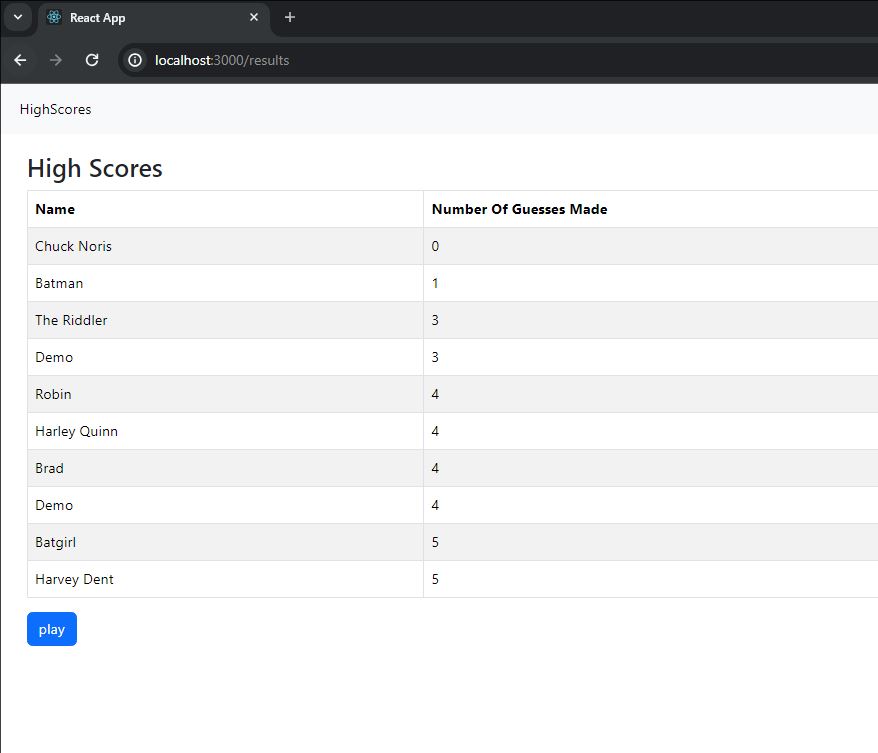 React App
localhost:3000/results
HighScores
High Scores
Name Number Of Guesses Made
Chuck Noris 0
Batman 1
The Riddler 3
Demo 3
Robin 4
Harley Quinn 4
Brad 4
Demo 4
Batgirl 5
Harvey Dent 5
play